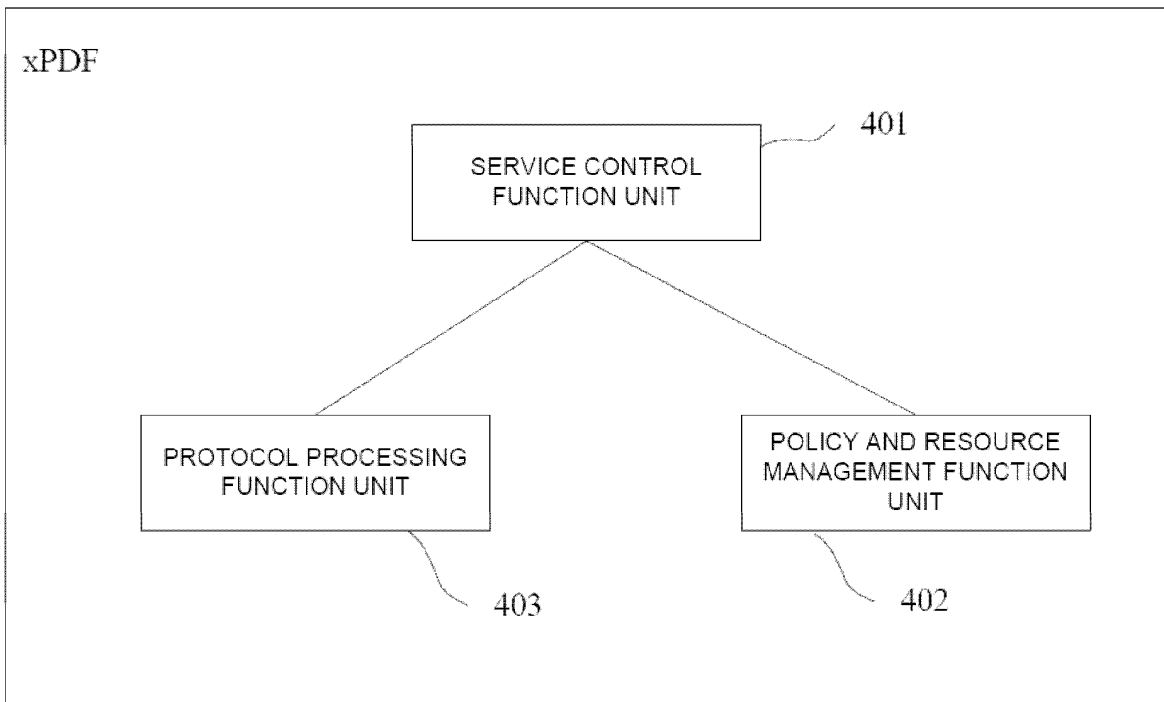 xPDF
401
SERVICE CONTROL
FUNCTION UNIT
PROTOCOL PROCESSING
FUNCTION UNIT
POLICY AND RESOURCE
MANAGEMENT FUNCTION
UNIT
403
402